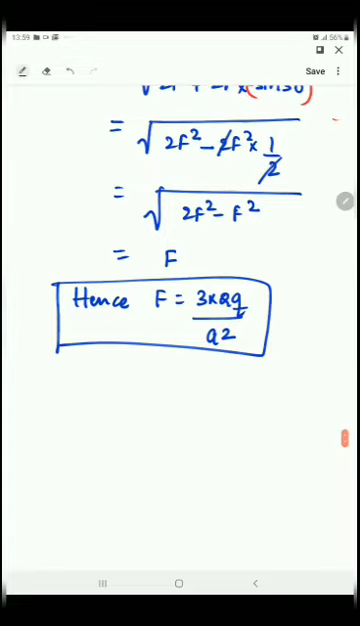 13:59
56%
Save
= √2F² - 2F² × 1/2
= √2F² - F²
= F
Hence F = 3KQq
a2